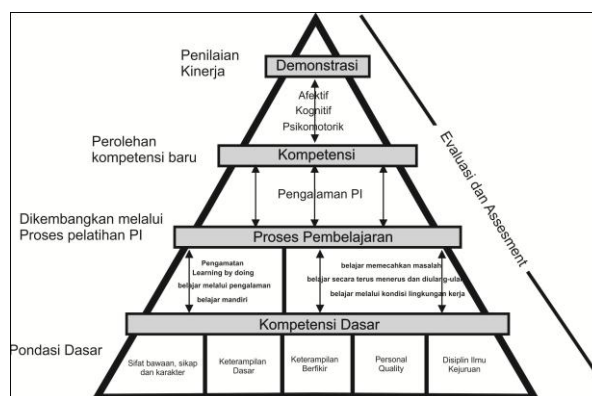 Penilaian
Kinerja
Demonstrasi
Afektif
Kognitif
Psikomotorik
Perolehan
kompetensi baru
Kompetensi
Pengalaman PI
Evaluasi dan Assesment
Dikembangkan melalui
Proses pelatihan PI
Proses Pembelajaran
Pengamatan
Learning by doing
belajar melalui pengalaman
belajar mandiri
belajar memecahkan masalah
belajar secara terus menerus dan diulang-ulang
belajar melalui kondisi lingkungan kerja
Kompetensi Dasar
Pondasi Dasar
Sifat bawaan, sikap
dan karakter
Keterampilan
Dasar
Keterampilan
Berfikir
Personal
Quality
Disiplin Ilmu
Kejuruan